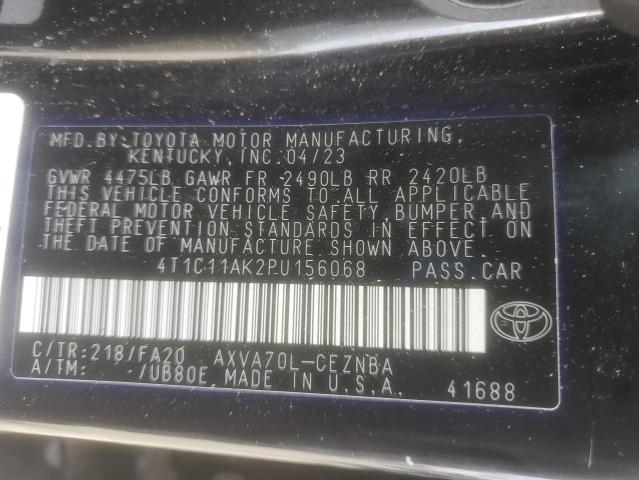 MFD.BY:TOYOTA MOTOR MANUFACTURING,
KENTUCKY,INC.04/23
GVWR 4475LB GAWR FR 2490LB RR 2420LB
THIS VEHICLE CONFORMS TO ALL APPLICABLE
FEDERAL MOTOR VEHICLE SAFETY,BUMPER,AND
THEFT PREVENTION STANDARDS IN EFFECT ON
THE DATE OF MANUFACTURE SHOWN ABOVE.
4T1C11AK2PU156068 PASS.CAR
C/TR:218/FA20 AXVA70L-CEZNBA
A/TM: /UB80E MADE IN U.S.A. 41688